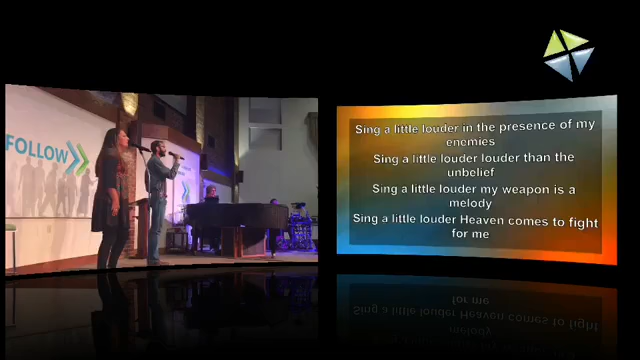 FOLLOW
Sing a little louder in the presence of my
enemies
Sing a little louder louder than the
unbelief
Sing a little louder my weapon is a
melody
Sing a little louder Heaven comes to fight
for me